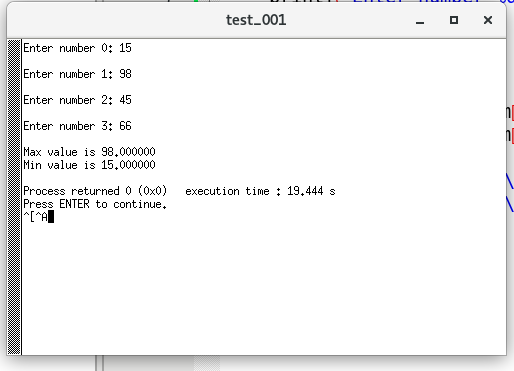 test_001
Enter number 0: 15
Enter number 1: 98
Enter number 2: 45
Enter number 3: 66
Max value is 98.000000
Min value is 15.000000
Process returned 0 (0x0)   execution time : 19.444 s
Press ENTER to continue.
^[^A